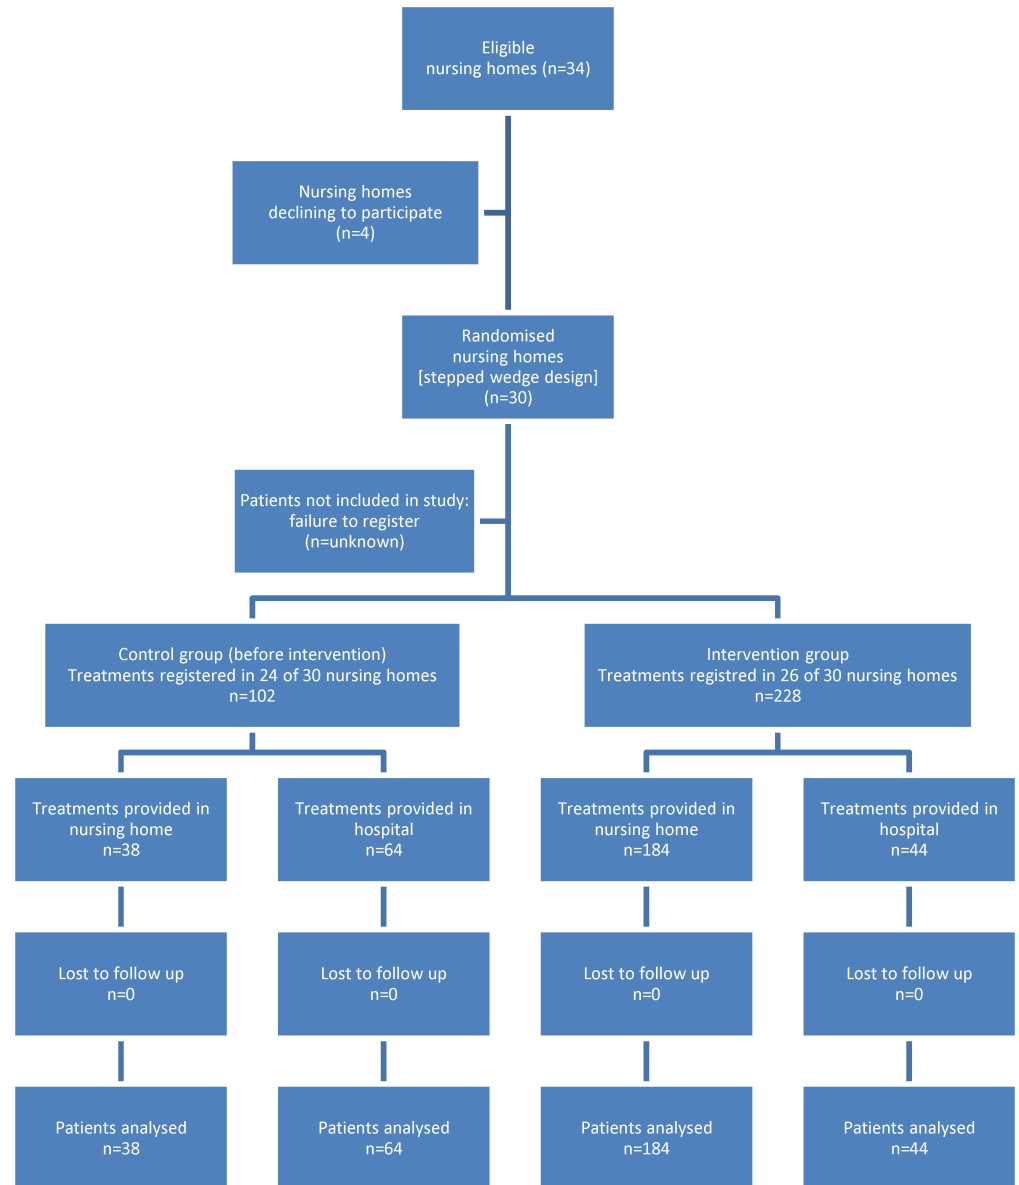 Eligible
nursing homes (n=34)
Nursing homes
declining to participate
(n=4)
Randomised
nursing homes
[stepped wedge design]
(n=30)
Patients not included in study:
failure to register
(n=unknown)
Control group (before intervention)
Treatments registered in 24 of 30 nursing homes
n=102
Intervention group
Treatments registred in 26 of 30 nursing homes
n=228
Treatments provided in
nursing home
n=38
Treatments provided in
hospital
n=64
Treatments provided in
nursing home
n=184
Treatments provided in
hospital
n=44
Lost to follow up
n=0
Lost to follow up
n=0
Lost to follow up
n=0
Lost to follow up
n=0
Patients analysed
n=38
Patients analysed
n=64
Patients analysed
n=184
Patients analysed
n=44